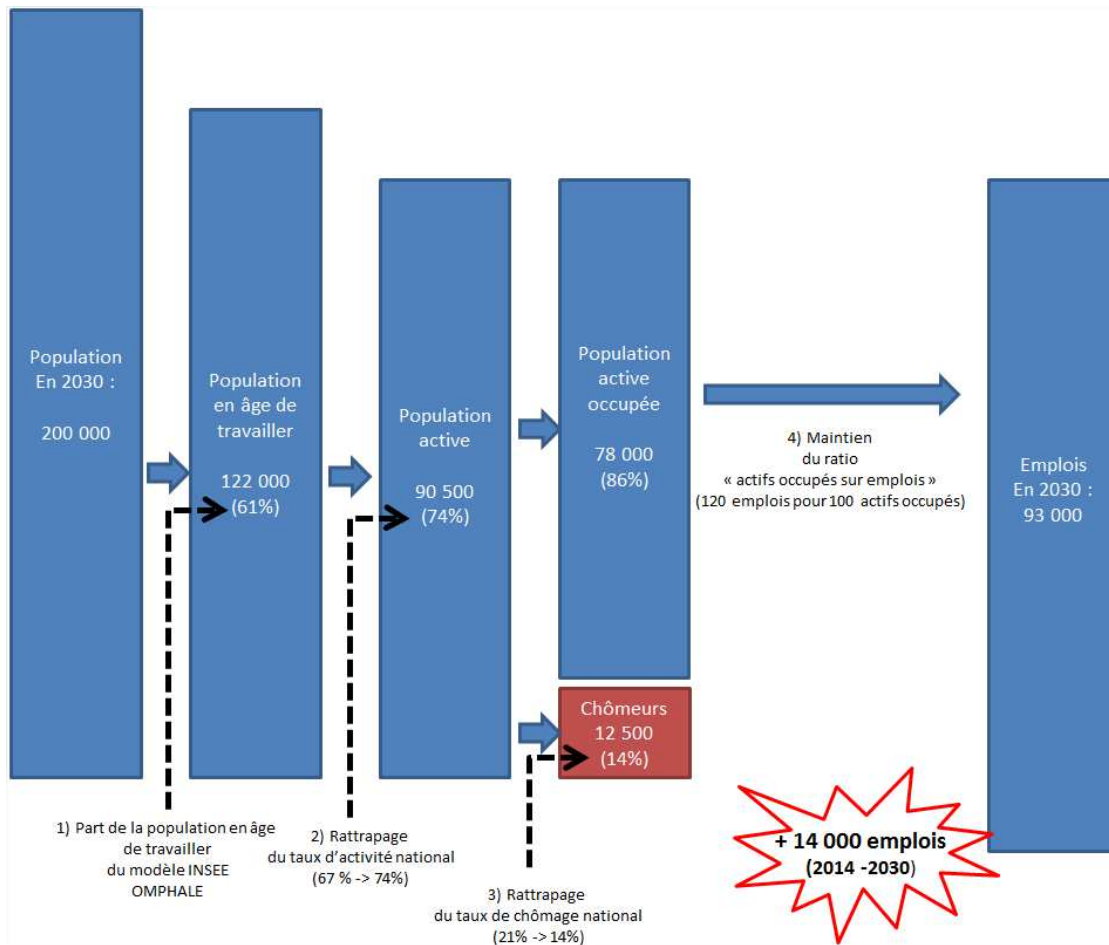 Population
En 2030 :
200 000
Population
en âge de
travailler
122 000
(61%)
Population
active
90 500
(74%)
Population
active
occupée
78 000
(86%)
Chômeurs
12 500
(14%)
4) Maintien
du ratio
« actifs occupés sur emplois »
(120 emplois pour 100 actifs occupés)
Emplois
En 2030 :
93 000
1) Part de la population en âge
de travailler
du modèle INSEE
OMPHALE
2) Rattrapage
du taux d’activité national
(67 % -> 74%)
3) Rattrapage
du taux de chômage national
(21% -> 14%)
+ 14 000 emplois
(2014 -2030)